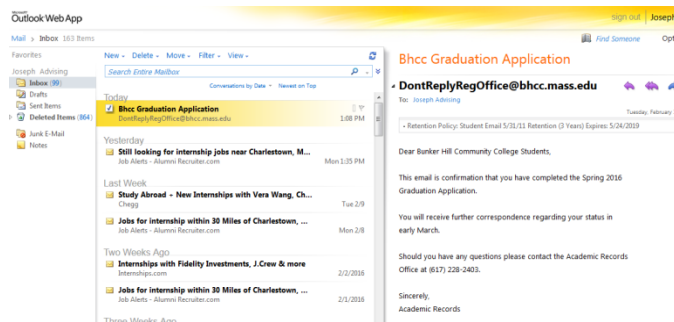 Microsoft
Outlook Web App
sign out Joseph
Mail › Inbox 163 Items
Find Someone Opt
Favorites
Joseph Advising
Inbox (99)
Drafts
Sent Items
Deleted Items (864)
Junk E-Mail
Notes
New Delete Move Filter View
Search Entire Mailbox
Conversations by Date Newest on Top
Today
Bhcc Graduation Application
DontReplyRegOffice@bhcc.mass.edu 1:08 PM
Yesterday
Still looking for internship jobs near Charlestown, M...
Job Alerts - Alumni Recruiter.com Mon 1:35 PM
Last Week
Study Abroad + New Internships with Vera Wang, Ch...
Chegg Tue 2/9
Jobs for internship within 30 Miles of Charlestown, ...
Job Alerts - Alumni Recruiter.com Mon 2/8
Two Weeks Ago
Internships with Fidelity Investments, J.Crew & more
Internships.com 2/2/2016
Jobs for internship within 30 Miles of Charlestown, ...
Job Alerts - Alumni Recruiter.com 2/1/2016
Three Weeks Ago
Bhcc Graduation Application
DontReplyRegOffice@bhcc.mass.edu
To: Joseph Advising
Tuesday, February
- Retention Policy: Student Email 5/31/11 Retention (3 Years) Expires: 5/24/2019
Dear Bunker Hill Community College Students,
This email is confirmation that you have completed the Spring 2016
Graduation Application.
You will receive further correspondence regarding your status in
early March.
Should you have any questions please contact the Academic Records
Office at (617) 228-2403.
Sincerely,
Academic Records